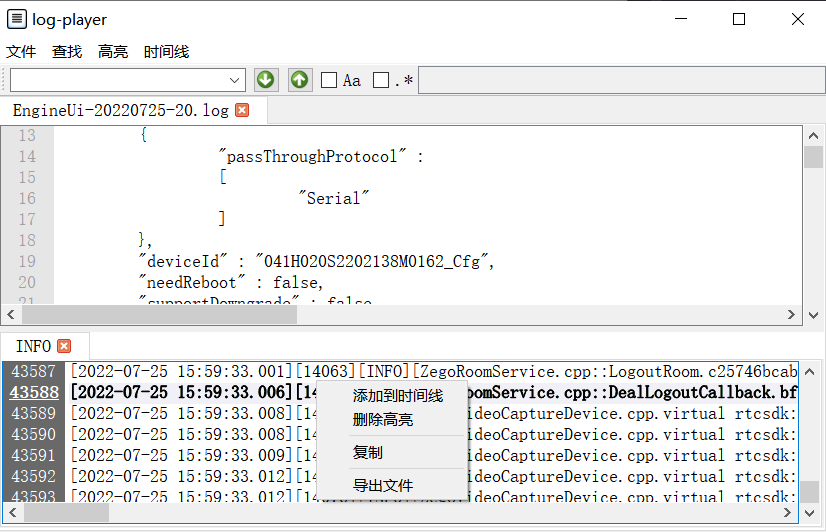 log-player
文件 查找 高亮 时间线
Aa .*
EngineUi-20220725-20.log
13 {
14 "passThroughProtocol" :
15 [
16 "Serial"
17 ]
18 },
19 "deviceId" : "041H020S2202138M0162_Cfg",
20 "needReboot" : false,
21 "supportDowngrade" : false
INFO
43587 [2022-07-25 15:59:33.001][14063][INFO][ZegoRoomService.cpp::LogoutRoom.c25746bcab
43588 [2022-07-25 15:59:33.006][14 oomService.cpp::DealLogoutCallback.bf
43589 [2022-07-25 15:59:33.008][14 ideoCaptureDevice.cpp.virtual rtcsdk:
43590 [2022-07-25 15:59:33.008][14 ideoCaptureDevice.cpp.virtual rtcsdk:
43591 [2022-07-25 15:59:33.009][14 ideoCaptureDevice.cpp.virtual rtcsdk:
43592 [2022-07-25 15:59:33.012][14 ideoCaptureDevice.cpp.virtual rtcsdk:
43593 [2022-07-25 15:59:33.012][ ideoCaptureDevice.cpp.virtual rtcsdk:
添加到时间线
删除高亮
复制
导出文件